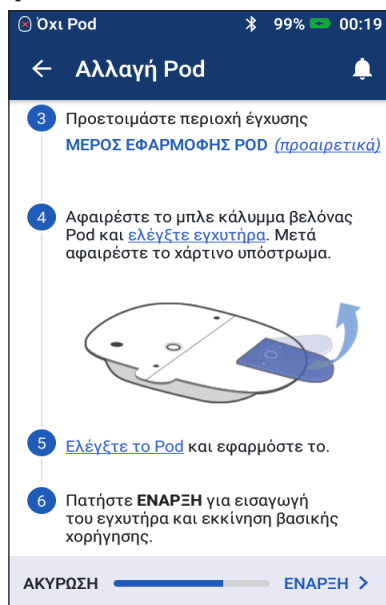 Όχι Pod 99% 00:19
Αλλαγή Pod
3 Προετοιμάστε περιοχή έγχυσης
ΜΕΡΟΣ ΕΦΑΡΜΟΦΗΣ POD (προαιρετικά)
4 Αφαιρέστε το μπλε κάλυμμα βελόνας
Pod και ελέγξτε εγχυτήρα. Μετά
αφαιρέστε το χάρτινο υπόστρωμα.
5 Ελέγξτε το Pod και εφαρμόστε το.
6 Πατήστε ΕΝΑΡΞΗ για εισαγωγή
του εγχυτήρα και εκκίνηση βασικής
χορήγησης.
ΑΚΥΡΩΣΗ ΕΝΑΡΞΗ